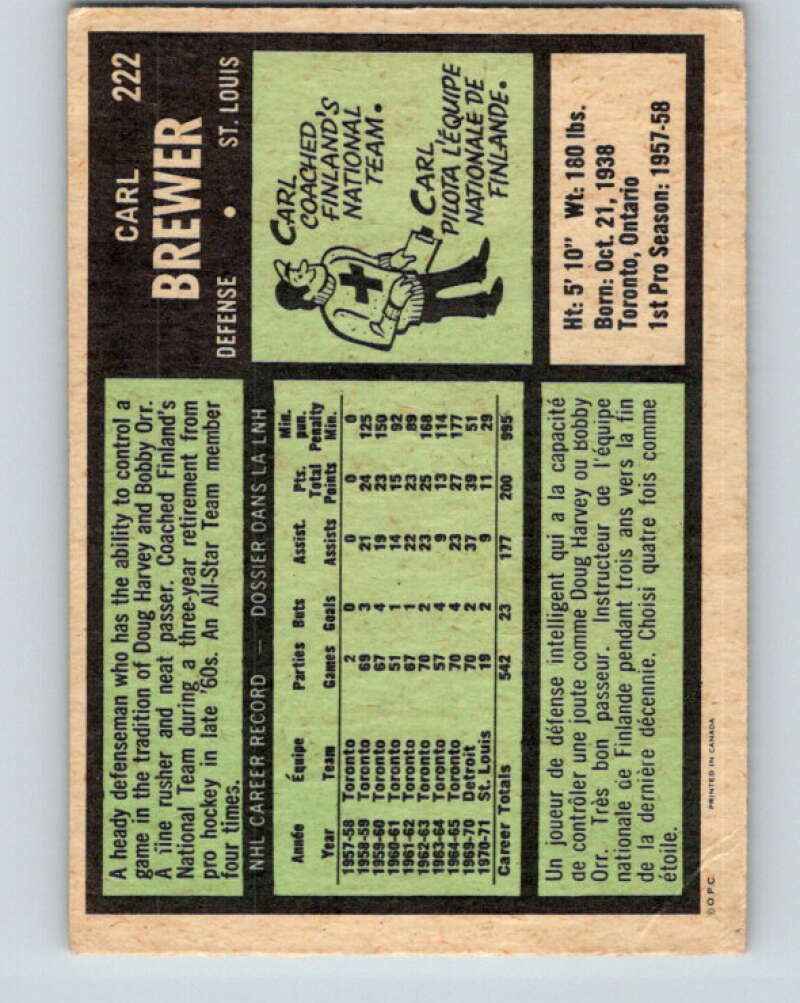 CARL 222
BREWER
DEFENSE • ST. LOUIS
A heady defenseman who has the ability to control a
game in the tradition of Doug Harvey and Bobby Orr.
A fine rusher and neat passer. Coached Finland's
National Team during a three-year retirement from
pro hockey in late '60s. An All-Star Team member
four times.
CARL
COACHED
FINLAND'S
NATIONAL
TEAM.
CARL
PILOTA L'ÉQUIPE
NATIONALE DE
FINLANDE.
NHL CAREER RECORD — DOSSIER DANS LA LNH
Année Équipe Parties Buts Assist. Pts. Min. pun.
Year Team Games Goals Assists Total Points Penalty Min.
1957-58 Toronto 2 0 0 0 0
1958-59 Toronto 69 3 21 24 125
1959-60 Toronto 67 4 19 23 150
1960-61 Toronto 51 1 14 15 92
1961-62 Toronto 67 1 22 23 89
1962-63 Toronto 70 2 23 25 168
1963-64 Toronto 57 4 9 13 114
1964-65 Toronto 70 4 23 27 177
1969-70 Detroit 70 2 37 39 51
1970-71 St. Louis 19 2 9 11 29
Career Totals 542 23 177 200 995
Ht: 5' 10" Wt: 180 lbs.
Born: Oct. 21, 1938
Toronto, Ontario
1st Pro Season: 1957-58
Un joueur de défense intelligent qui a la capacité
de contrôler une joute comme Doug Harvey ou Bobby
Orr. Très bon passeur. Instructeur de l'équipe
nationale de Finlande pendant trois ans vers la fin
de la dernière décennie. Choisi quatre fois comme
étoile.
© O.P.C. PRINTED IN CANADA